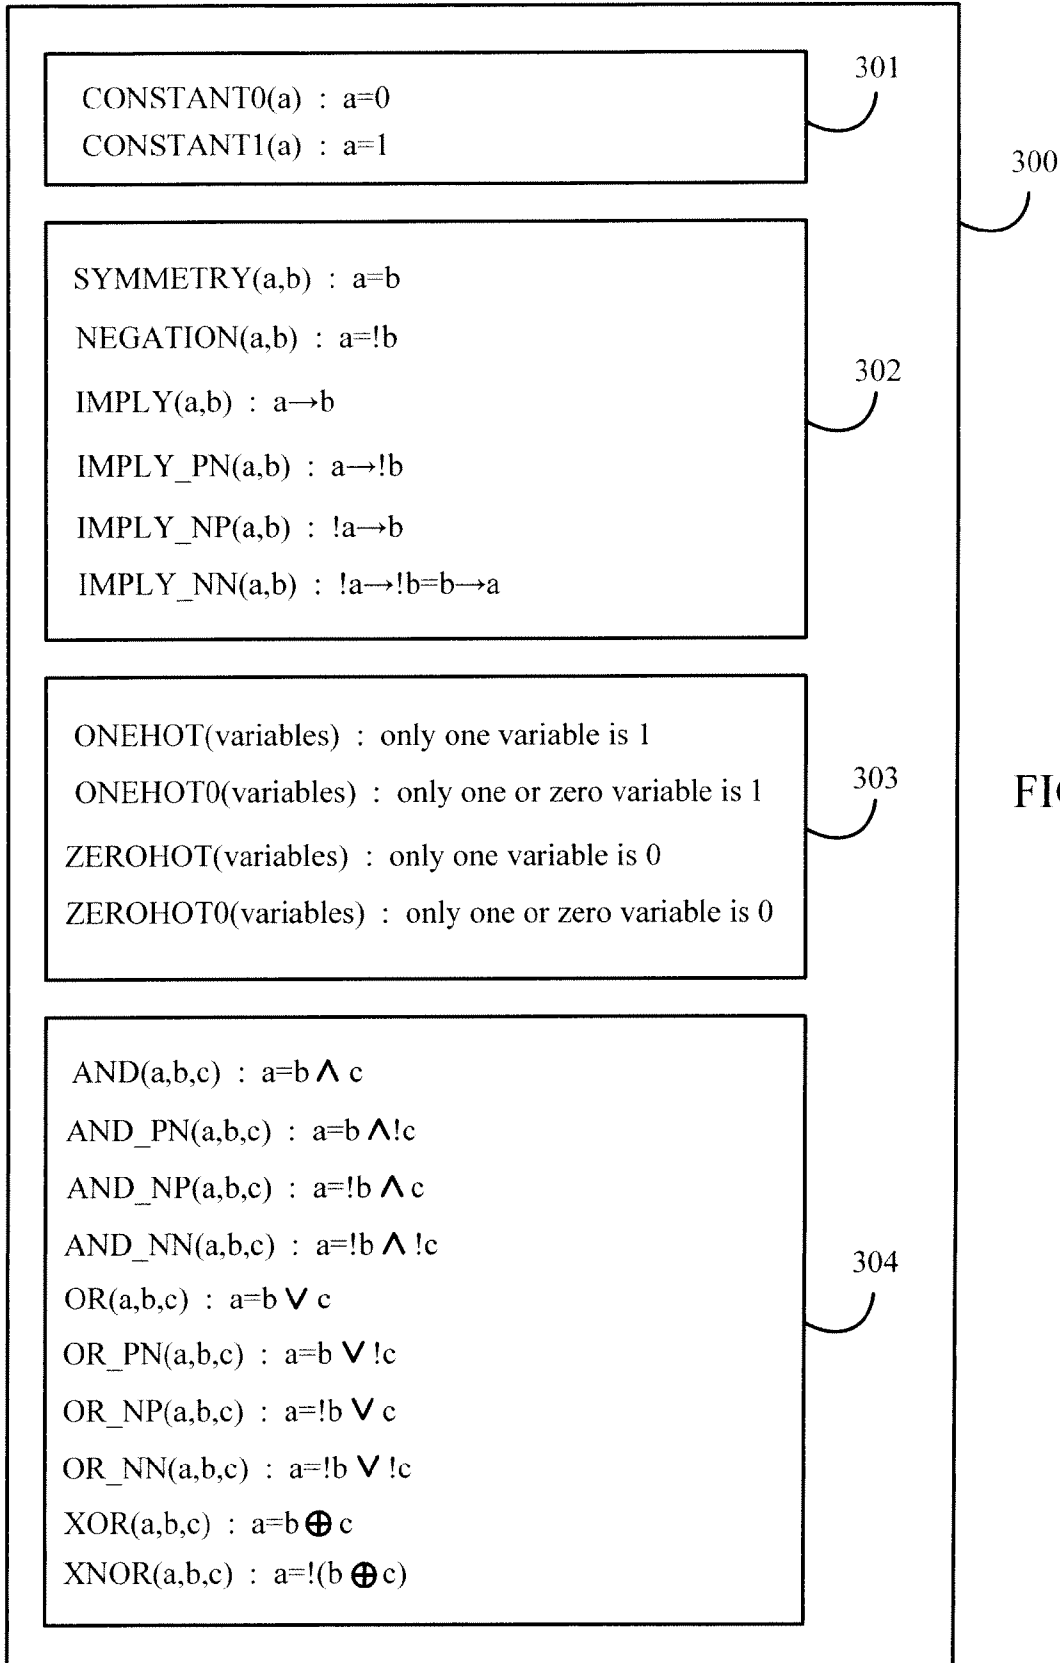 CONSTANT0(a) : a=0
CONSTANT1(a) : a=1
301
300
SYMMETRY(a,b) : a=b
NEGATION(a,b) : a=!b
IMPLY(a,b) : a→b
IMPLY_PN(a,b) : a→!b
IMPLY_NP(a,b) : !a→b
IMPLY_NN(a,b) : !a→!b=b→a
302
ONEHOT(variables) : only one variable is 1
ONEHOT0(variables) : only one or zero variable is 1
ZEROHOT(variables) : only one variable is 0
ZEROHOT0(variables) : only one or zero variable is 0
303
AND(a,b,c) : a=b ∧ c
AND_PN(a,b,c) : a=b ∧!c
AND_NP(a,b,c) : a=!b ∧ c
AND_NN(a,b,c) : a=!b ∧ !c
OR(a,b,c) : a=b ∨ c
OR_PN(a,b,c) : a=b ∨ !c
OR_NP(a,b,c) : a=!b ∨ c
OR_NN(a,b,c) : a=!b ∨ !c
XOR(a,b,c) : a=b ⊕ c
XNOR(a,b,c) : a=!(b ⊕ c)
304